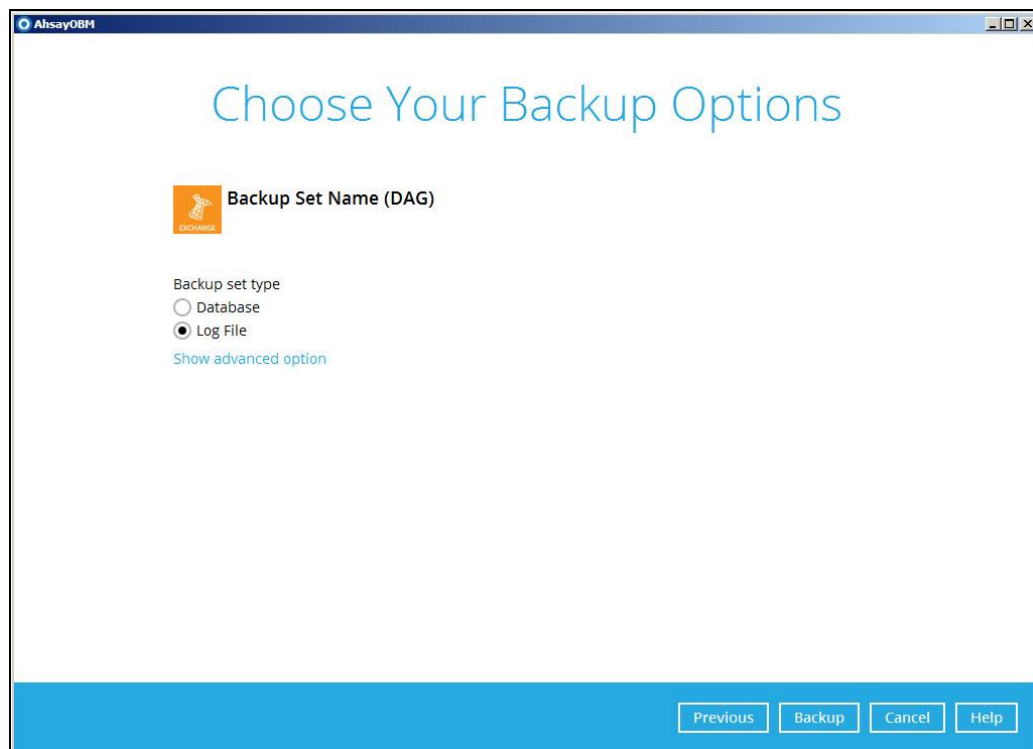 AhsayOBM
Choose Your Backup Options
Backup Set Name (DAG)
EXCHANGE
Backup set type
Database
Log File
Show advanced option
Previous Backup Cancel Help